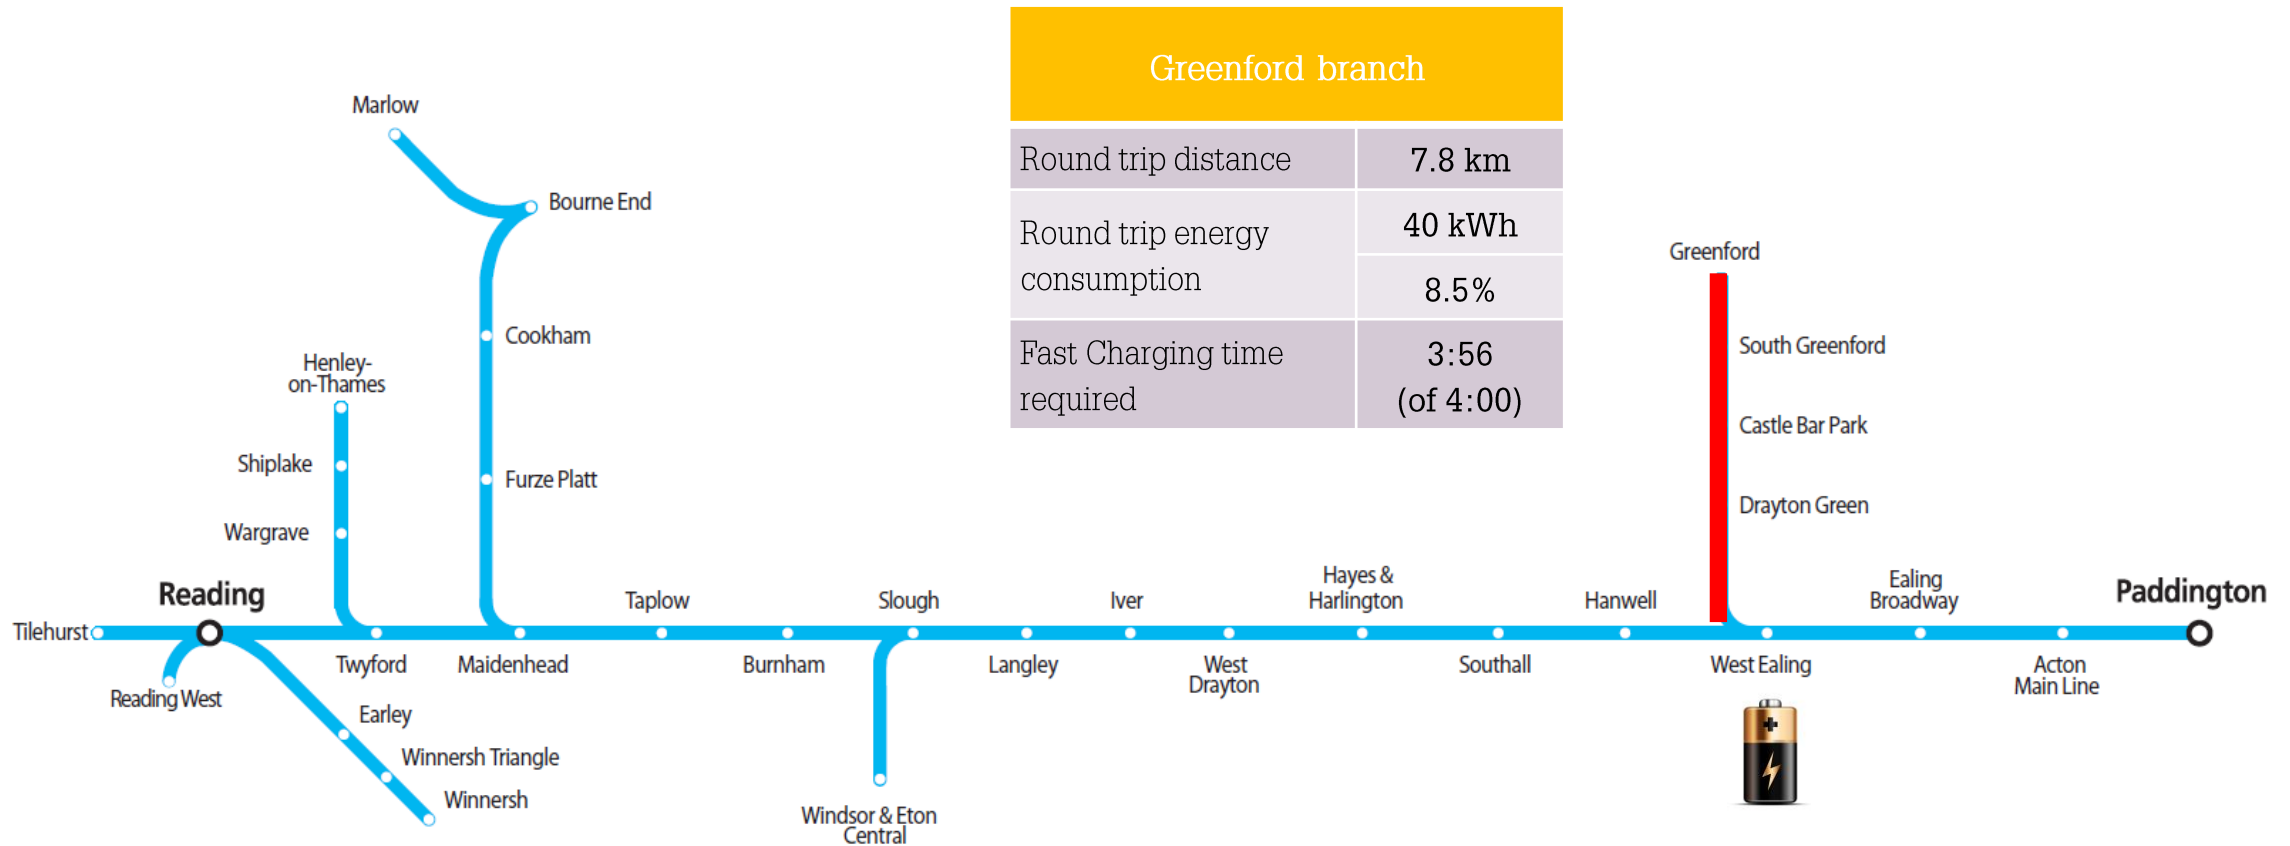 Greenford branch
Round trip distance
7.8 km
Round trip energy
consumption
40 kWh
8.5%
Fast Charging time
required
3:56
(of 4:00)
Marlow
Bourne End
Cookham
Furze Platt
Henley-
on-Thames
Shiplake
Wargrave
Greenford
South Greenford
Castle Bar Park
Drayton Green
Tilehurst
Reading
Reading West
Twyford
Maidenhead
Taplow
Burnham
Slough
Langley
Iver
West
Drayton
Hayes &
Harlington
Southall
Hanwell
West Ealing
Ealing
Broadway
Acton
Main Line
Paddington
Earley
Winnersh Triangle
Winnersh
Windsor & Eton
Central